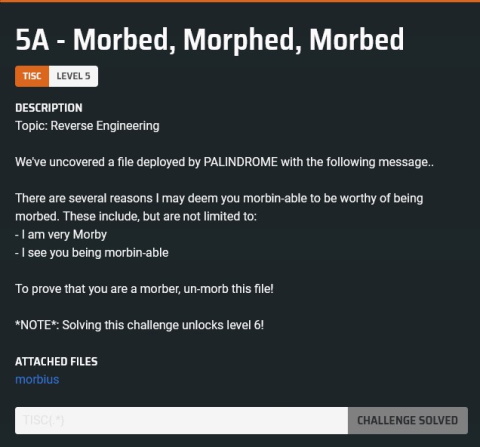 5A - Morbed, Morphed, Morbed
TISC LEVEL 5
DESCRIPTION
Topic: Reverse Engineering
We've uncovered a file deployed by PALINDROME with the following message..
There are several reasons I may deem you morbin-able to be worthy of being
morbed. These include, but are not limited to:
- I am very Morby
- I see you being morbin-able
To prove that you are a morber, un-morb this file!
*NOTE*: Solving this challenge unlocks level 6!
ATTACHED FILES
morbius
TISC{.*} CHALLENGE SOLVED